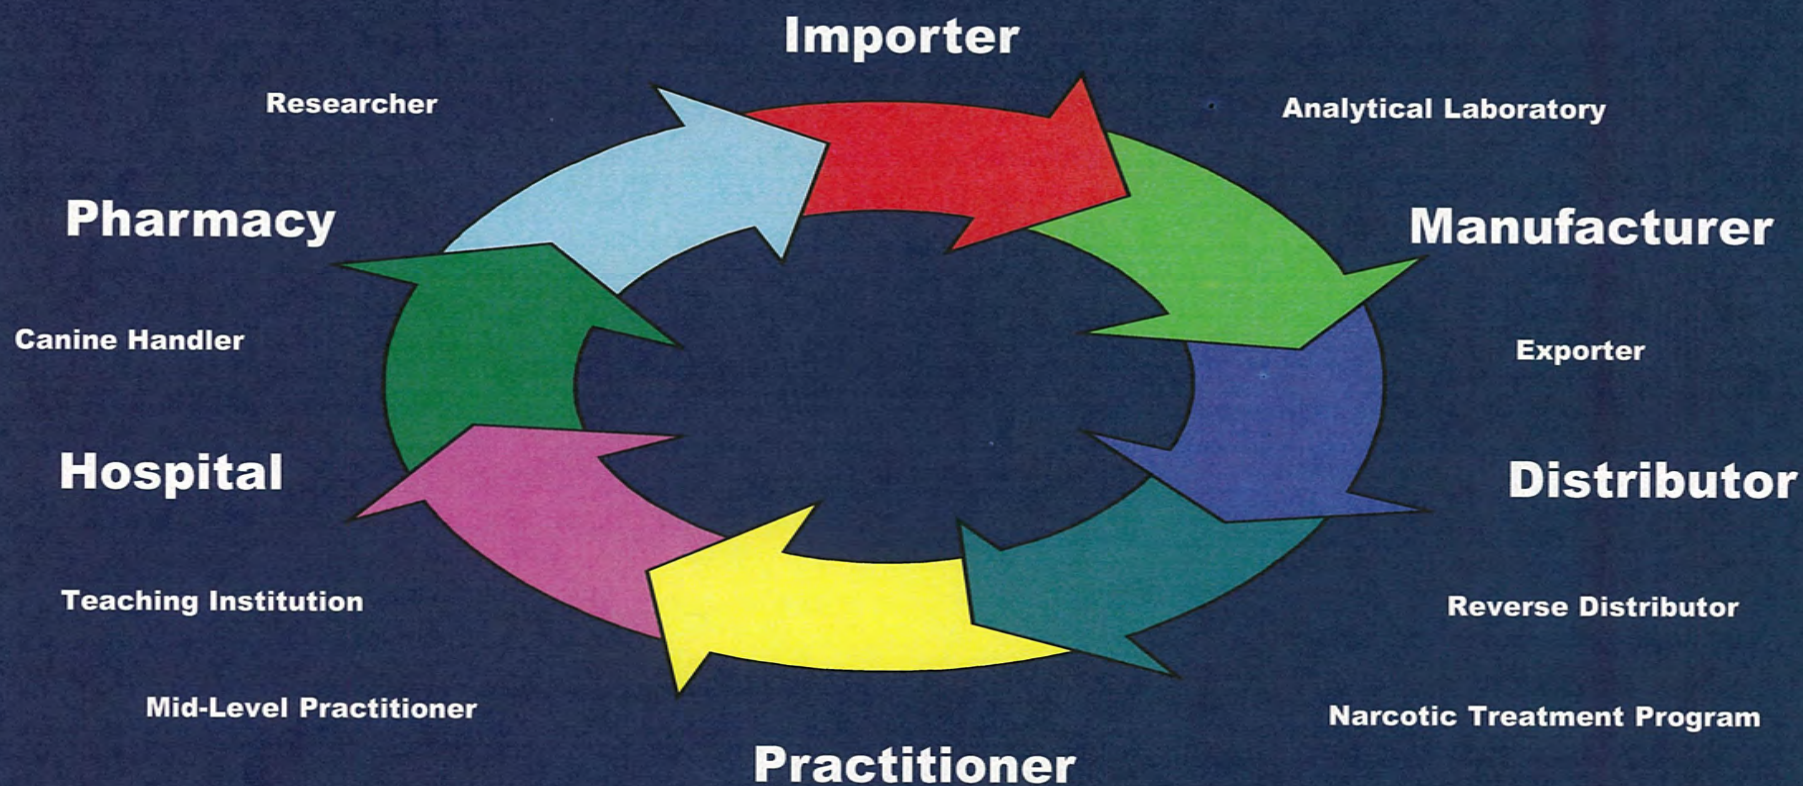 Importer
Researcher
Analytical Laboratory
Pharmacy
Manufacturer
Canine Handler
Exporter
Hospital
Distributor
Teaching Institution
Reverse Distributor
Mid-Level Practitioner
Narcotic Treatment Program
Practitioner